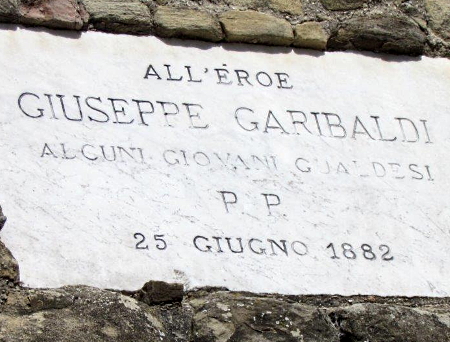 ALL'EROE
GIUSEPPE GARIBALDI
ALCUNI GIOVANI GUALDESI
P. P.
25 GIUGNO 1882